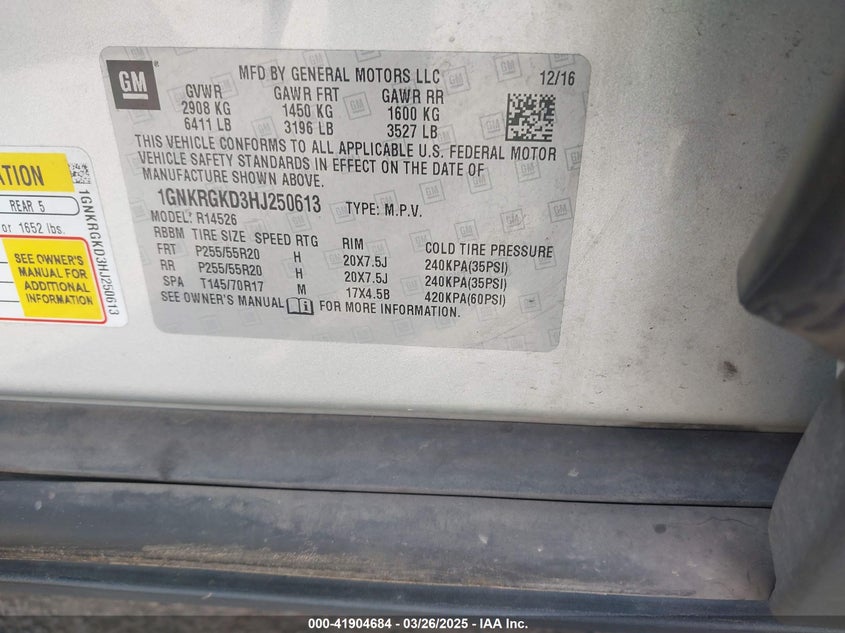 GM
MFD BY GENERAL MOTORS LLC 12/16
GVWR GAWR FRT GAWR RR
2908 KG 1450 KG 1600 KG
6411 LB 3196 LB 3527 LB
THIS VEHICLE CONFORMS TO ALL APPLICABLE U.S. FEDERAL MOTOR
VEHICLE SAFETY STANDARDS IN EFFECT ON THE DATE OF
MANUFACTURE SHOWN ABOVE.
1GNKRGKD3HJ250613 TYPE: M.P.V.
MODEL: R14526
RBBM TIRE SIZE SPEED RTG RIM COLD TIRE PRESSURE
FRT P255/55R20 H 20X7.5J 240KPA(35PSI)
RR P255/55R20 H 20X7.5J 240KPA(35PSI)
SPA T145/70R17 M 17X4.5B 420KPA(60PSI)
SEE OWNER'S MANUAL FOR MORE INFORMATION.
ATION
REAR 5
or 1652 lbs.
SEE OWNER'S
MANUAL FOR
ADDITIONAL
INFORMATION
1GNKRGKD3HJ250613
000-41904684 — 03/26/2025 - IAA Inc.